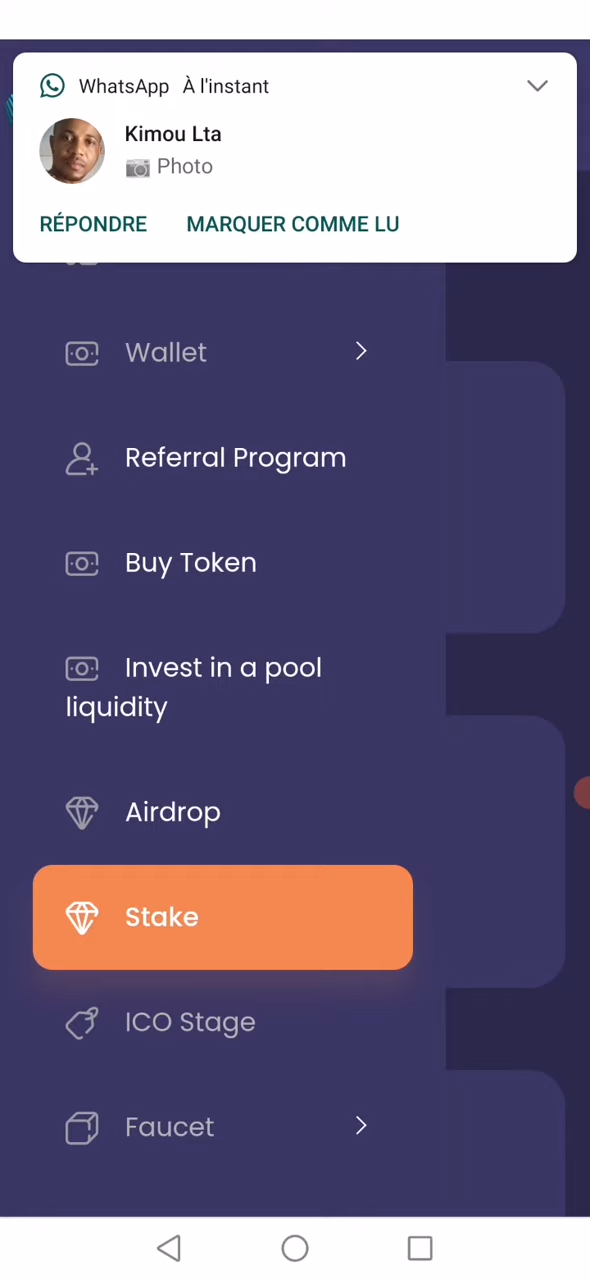 WhatsApp À l'instant
Kimou Lta
Photo
RÉPONDRE MARQUER COMME LU
Wallet
Referral Program
Buy Token
Invest in a pool
liquidity
Airdrop
Stake
ICO Stage
Faucet